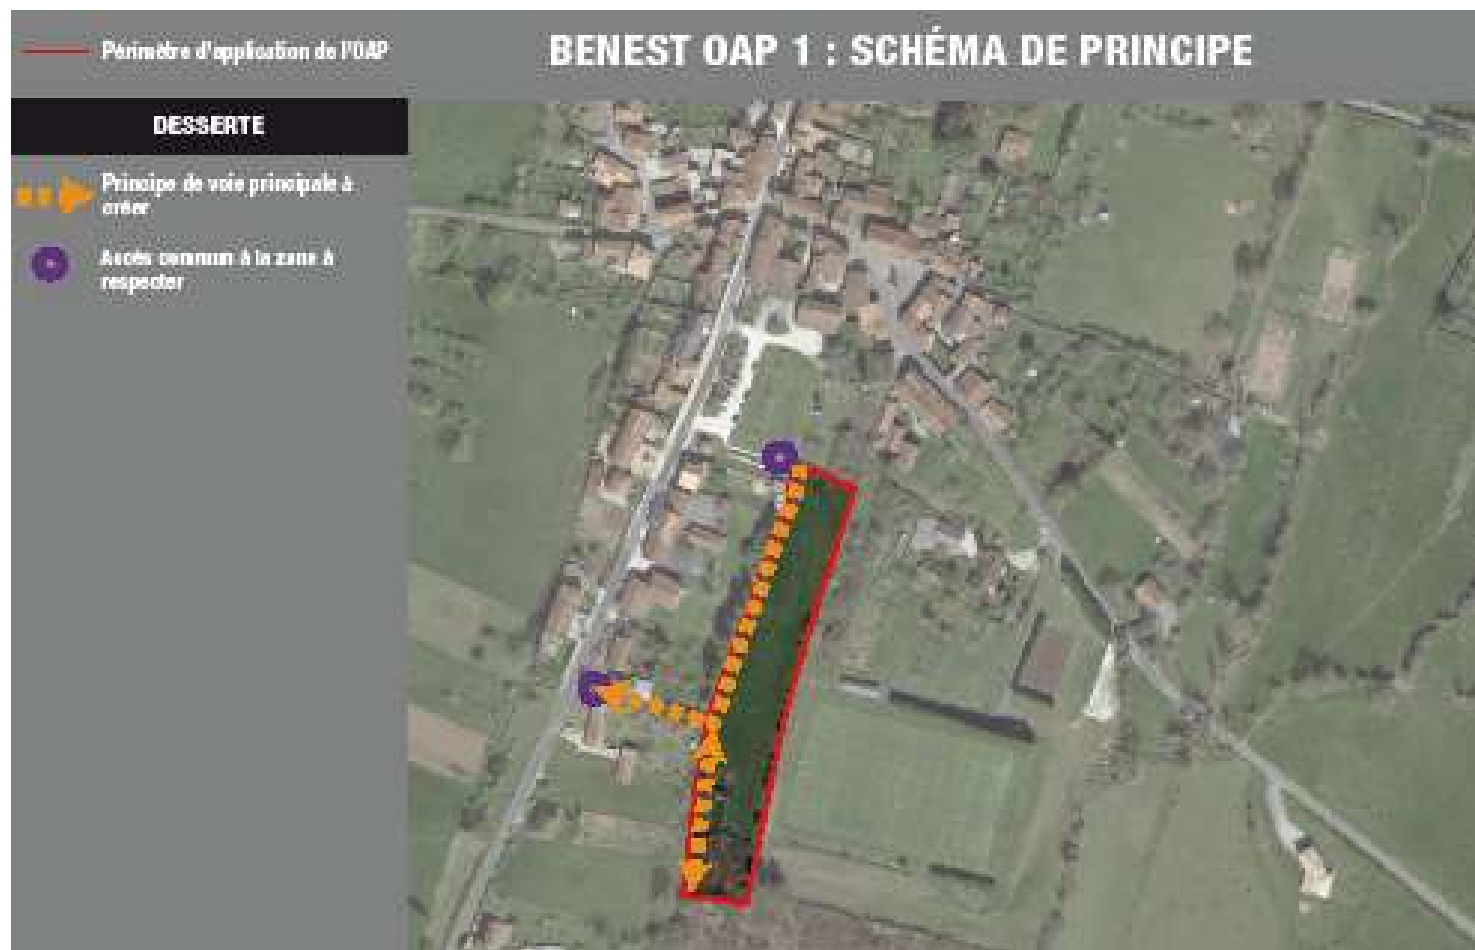 Périmètre d'application de l'OAP
BENEST OAP 1 : SCHÉMA DE PRINCIPE
DESSERTE
Principe de voie principale à
créer
Accès commun à la zone à
respecter